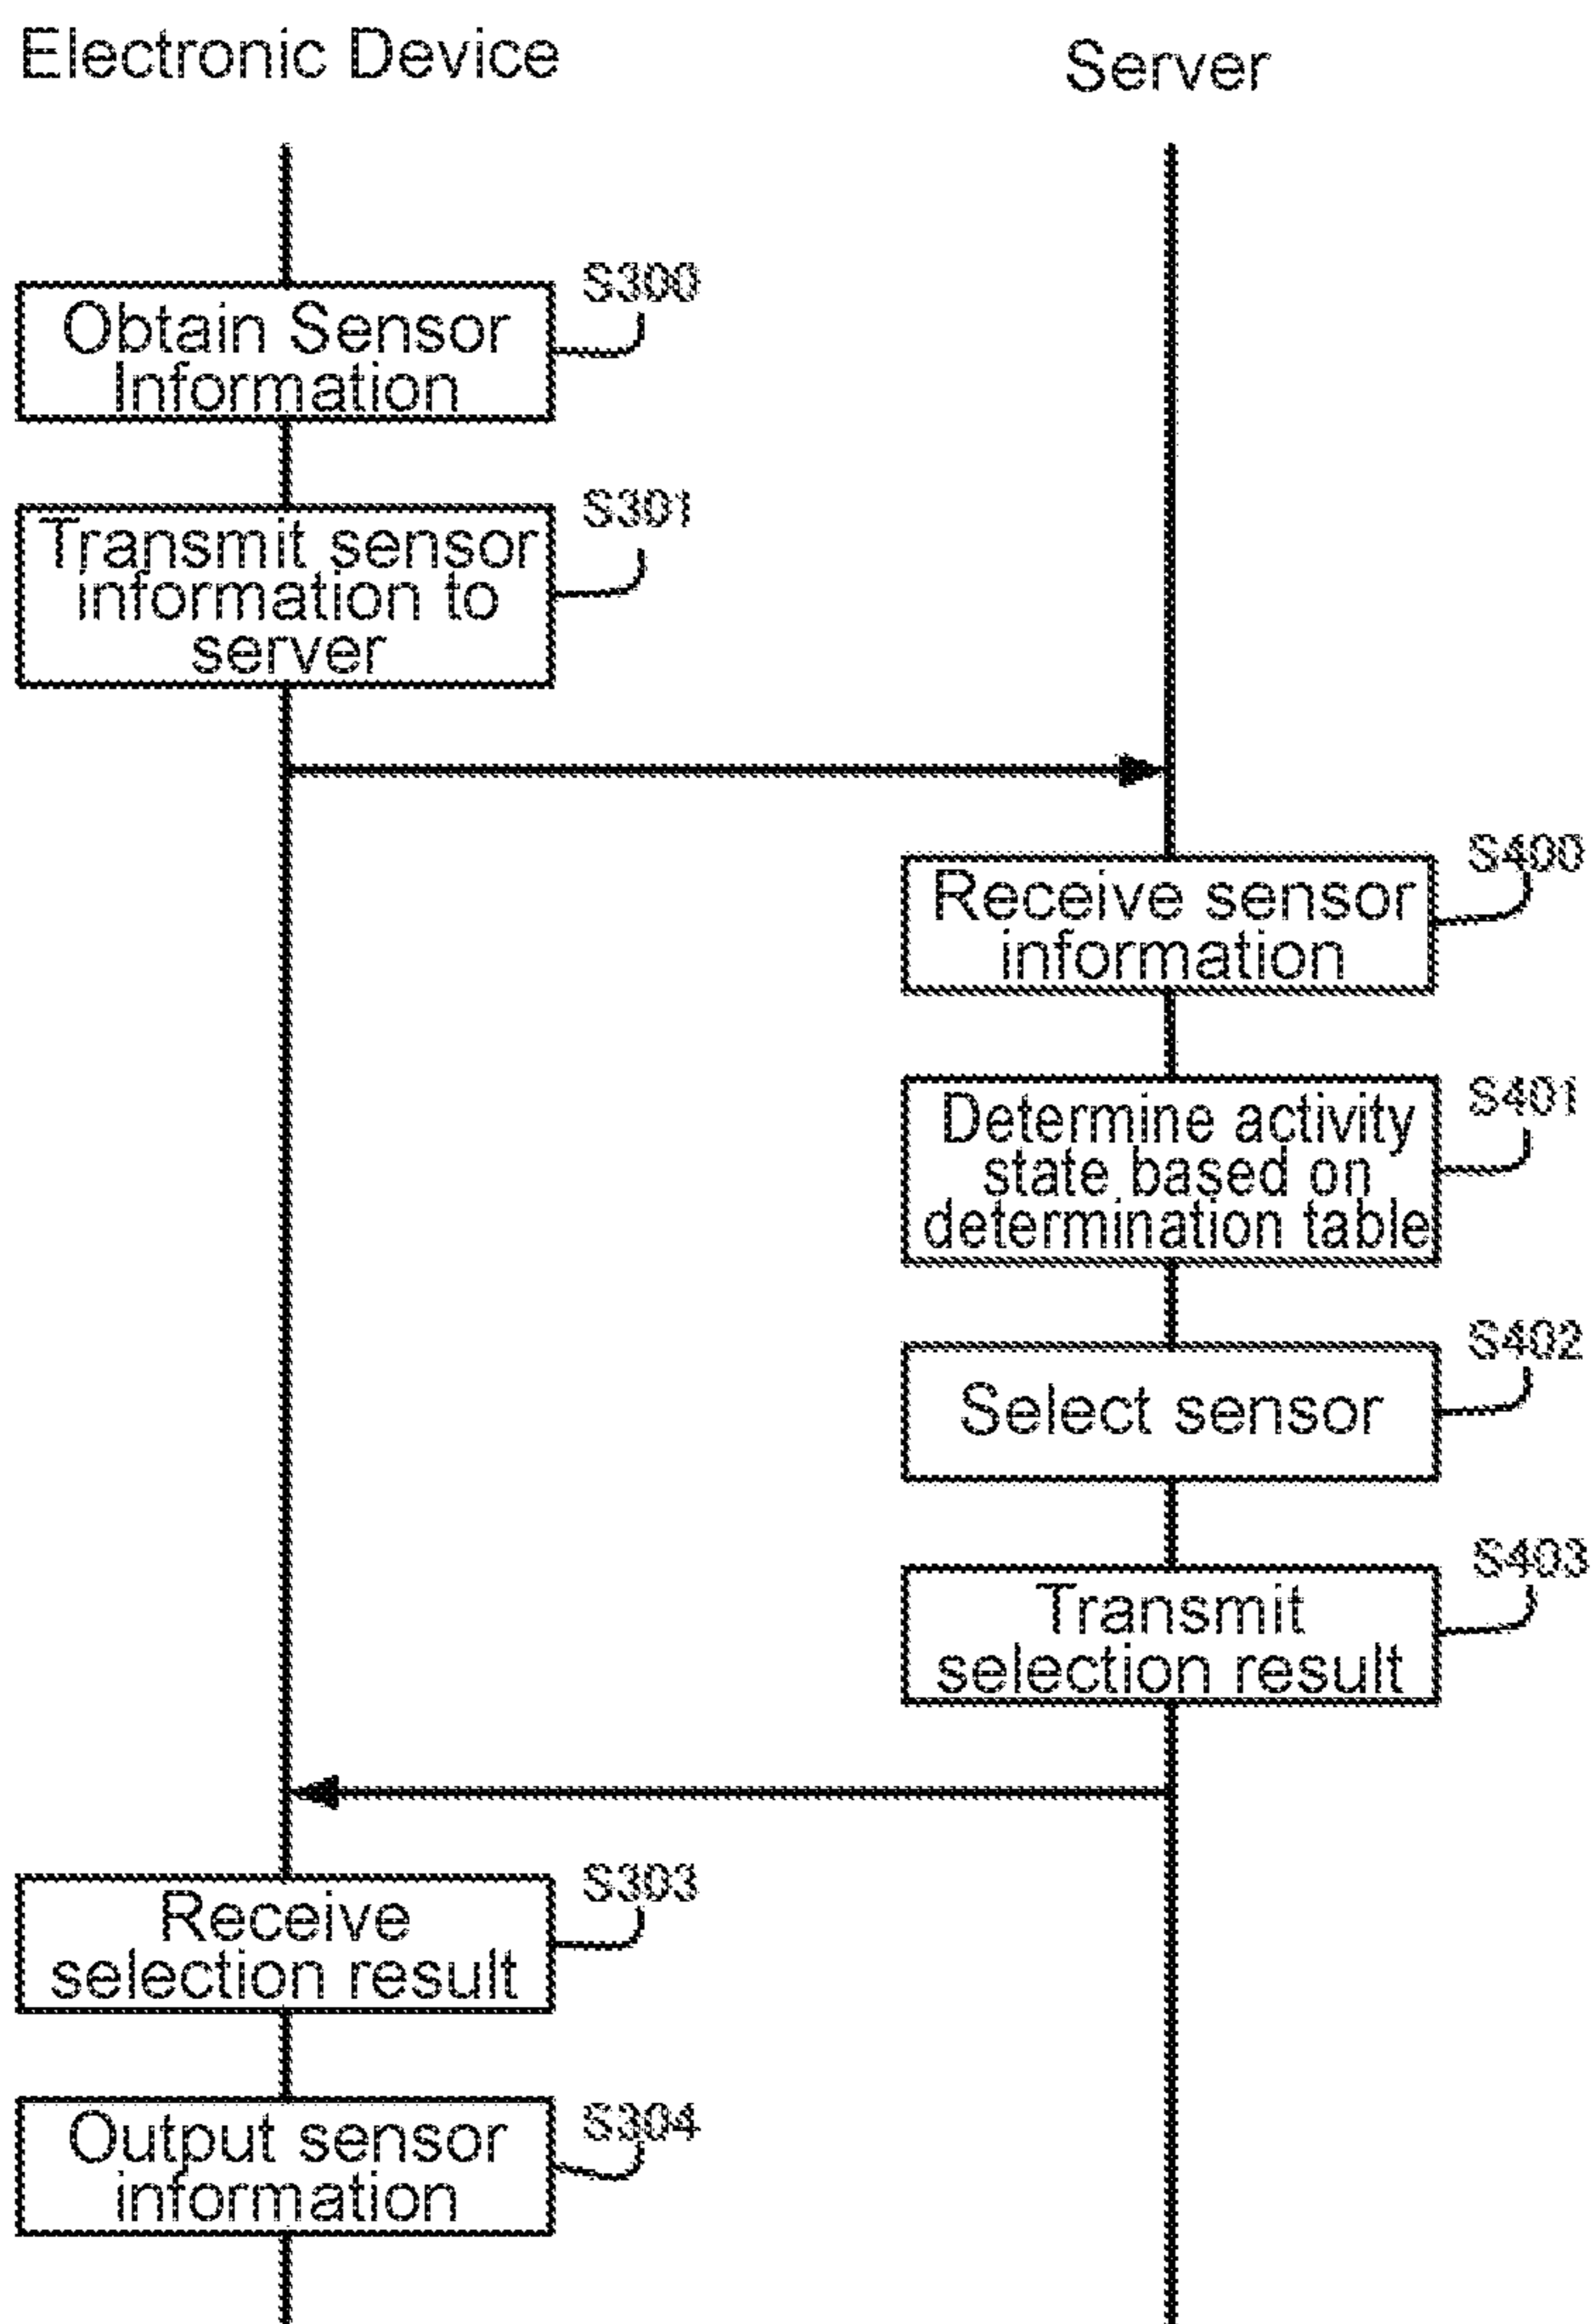 Electronic Device
Server
S300
Obtain Sensor
Information
S301
Transmit sensor
information to
server
S400
Receive sensor
information
S401
Determine activity
state based on
determination table
S402
Select sensor
S403
Transmit
selection result
S303
Receive
selection result
S304
Output sensor
information